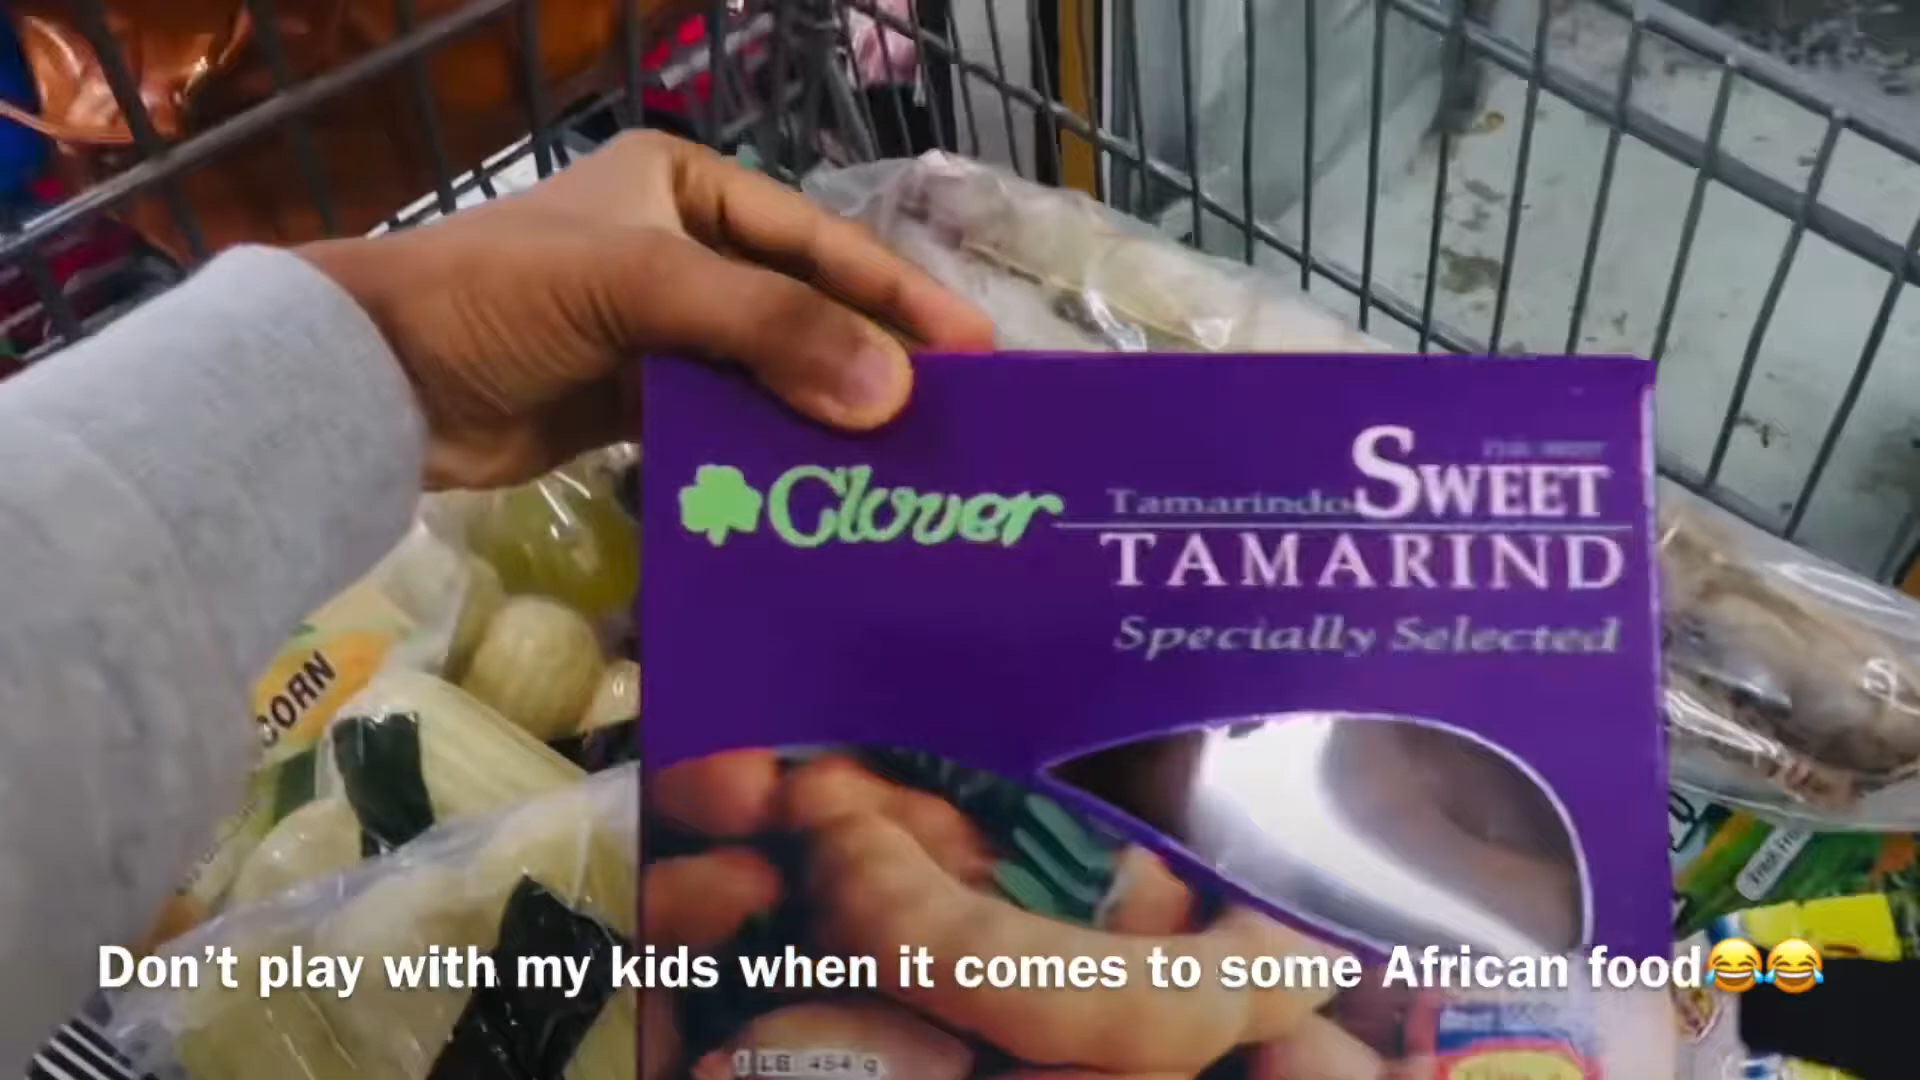 Clover
Tamarindo SWEET
TAMARIND
Specially Selected
CORN
Don’t play with my kids when it comes to some African food😂😂
1 LB. 454 g